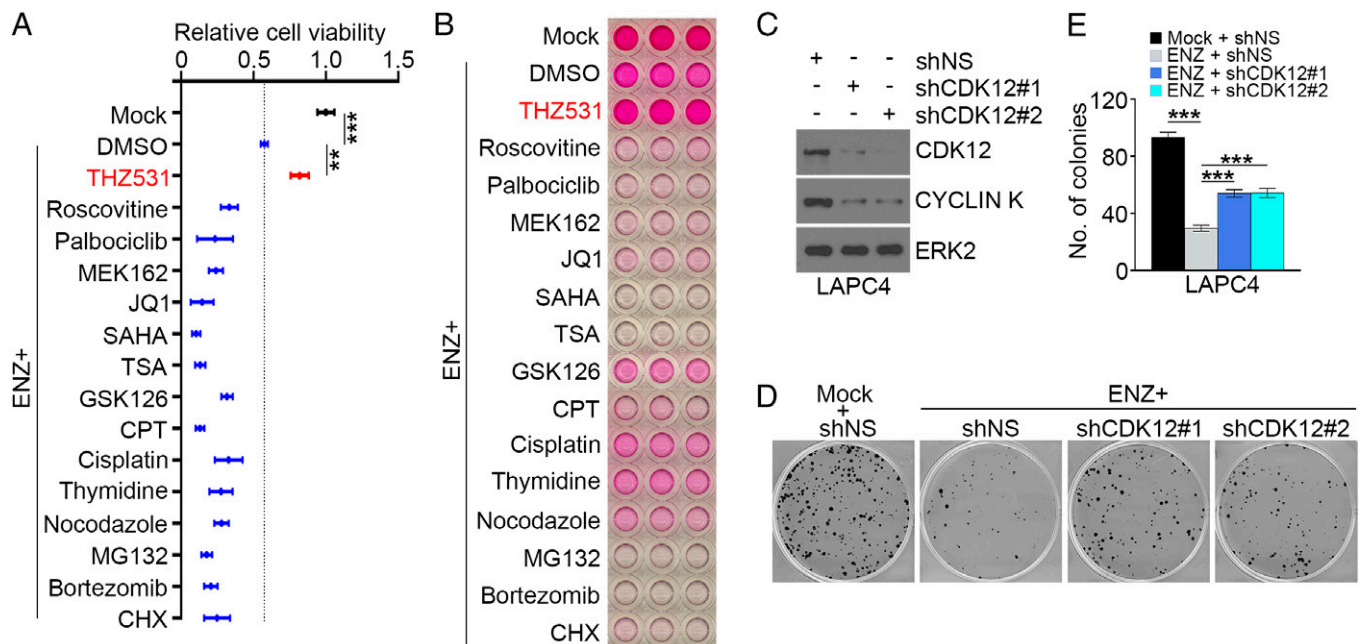 A
Relative cell viability
0 0.5 1.0 1.5
Mock
DMSO
THZ531
Roscovitine
Palbociclib
MEK162
JQ1
SAHA
TSA
GSK126
CPT
Cisplatin
Thymidine
Nocodazole
MG132
Bortezomib
CHX
ENZ+
***
**
B
Mock
DMSO
THZ531
Roscovitine
Palbociclib
MEK162
JQ1
SAHA
TSA
GSK126
CPT
Cisplatin
Thymidine
Nocodazole
MG132
Bortezomib
CHX
ENZ+
C
+ - - shNS
- + - shCDK12#1
- - + shCDK12#2
CDK12
CYCLIN K
ERK2
LAPC4
E
Mock + shNS
ENZ + shNS
ENZ + shCDK12#1
ENZ + shCDK12#2
No. of colonies
120
80
40
0
***
***
***
LAPC4
D
Mock
+
shNS
ENZ+
shNS shCDK12#1 shCDK12#2